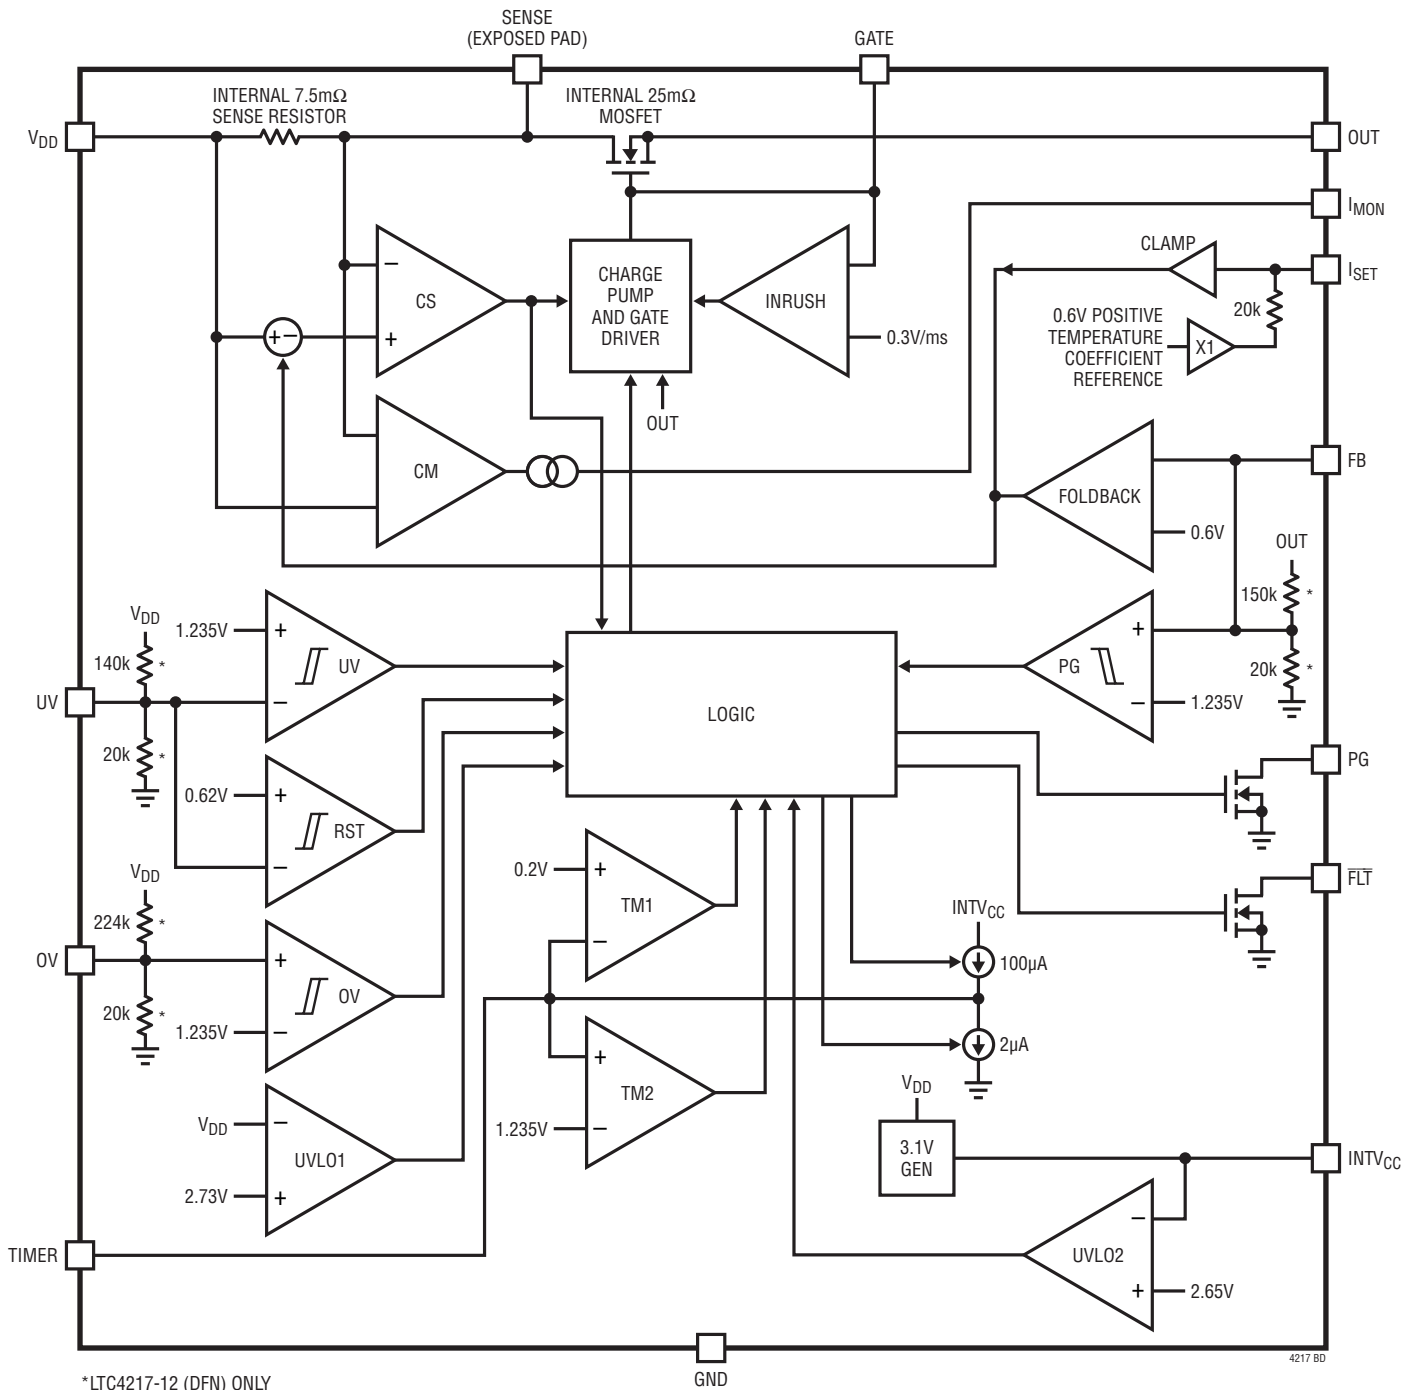 SENSE
(EXPOSED PAD)
GATE
INTERNAL 7.5mΩ
SENSE RESISTOR
INTERNAL 25mΩ
MOSFET
VDD
OUT
IMON
CLAMP
ISET
CS
−
+
+−
CHARGE
PUMP
AND GATE
DRIVER
INRUSH
0.3V/ms
20k
0.6V POSITIVE
TEMPERATURE
COEFFICIENT
REFERENCE
X1
OUT
CM
FB
FOLDBACK
0.6V
OUT
150k *
20k *
VDD
140k *
1.235V
+
UV
−
UV
20k *
LOGIC
+
PG
−
1.235V
PG
0.62V
+
RST
−
VDD
224k *
OV
+
OV
−
20k *
1.235V
0.2V
+
TM1
−
INTVCC
100µA
2µA
FLT
+
TM2
−
1.235V
VDD
−
UVLO1
+
2.73V
VDD
3.1V
GEN
INTVCC
−
UVLO2
+
2.65V
TIMER
GND
4217 BD
*LTC4217-12 (DFN) ONLY